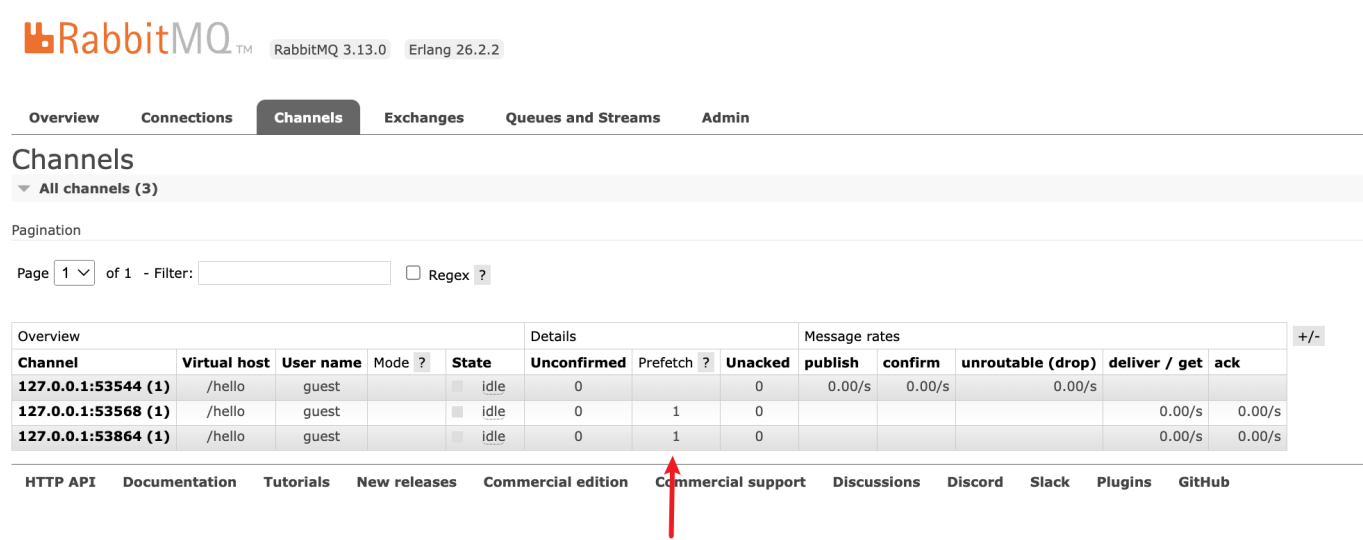 RabbitMQ TM RabbitMQ 3.13.0 Erlang 26.2.2
Overview Connections Channels Exchanges Queues and Streams Admin
Channels
All channels (3)
Pagination
Page 1 of 1 - Filter: Regex ?
Overview Details Message rates +/-
Channel Virtual host User name Mode ? State Unconfirmed Prefetch ? Unacked publish confirm unroutable (drop) deliver / get ack
127.0.0.1:53544 (1) /hello guest idle 0 0 0.00/s 0.00/s 0.00/s
127.0.0.1:53568 (1) /hello guest idle 0 1 0 0.00/s 0.00/s
127.0.0.1:53864 (1) /hello guest idle 0 1 0 0.00/s 0.00/s
HTTP API Documentation Tutorials New releases Commercial edition Commercial support Discussions Discord Slack Plugins GitHub